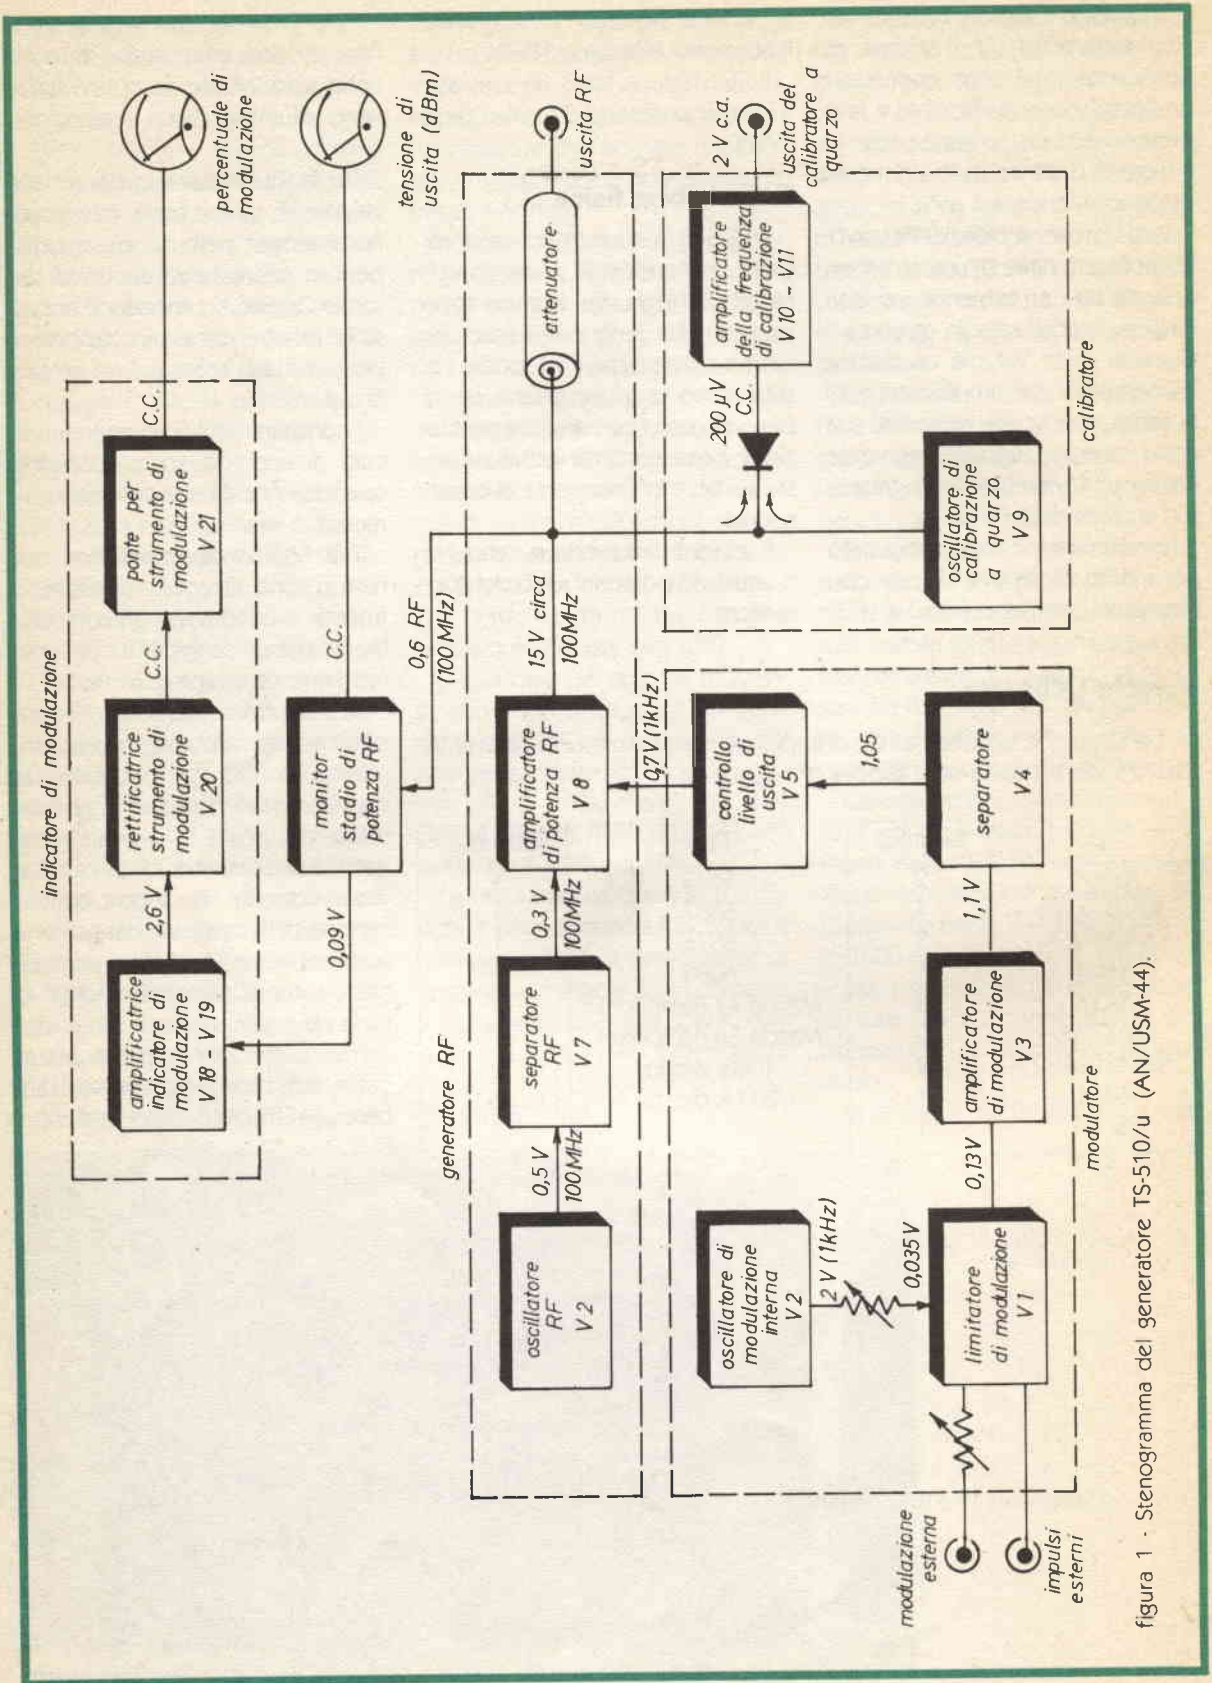 indicatore di modulazione
amplificatrice
indicatore di
modulazione
V 18 - V 19
2,6 V
rettificatrice
strumento di
modulazione
V 20
C.C.
ponte per
strumento di
modulazione
V 21
C.C.
percentuale di
modulazione
0,09 V
monitor
stadio di
potenza RF
C.C.
tensione di
uscita (dBm)
0,6 RF
(100 MHz)
generatore RF
oscillatore
RF
V 2
0,5 V
100MHz
separatore
RF
V 7
0,3 V
100MHz
amplificatore
di potenza RF
V 8
15 V circa
100MHz
attenuatore
uscita RF
0,7 V (1kHz)
oscillatore di
modulazione
interna
V 2
2 V (1kHz)
0,035V
controllo
livello di
uscita
V 5
1,05
modulazione
esterna
impulsi
esterni
limitatore
di modulazione
V 1
0,13V
amplificatore
di modulazione
V 3
1,1V
separatore
V 4
modulatore
200 µV
C.C.
amplificatore
della frequenza
di calibrazione
V 10 - V11
2 V c.a.
uscita del
calibratore a
quarzo
oscillatore di
calibrazione
a quarzo
V 9
calibratore
figura 1 - Stenogramma del generatore TS-510/u (AN/USM-44).